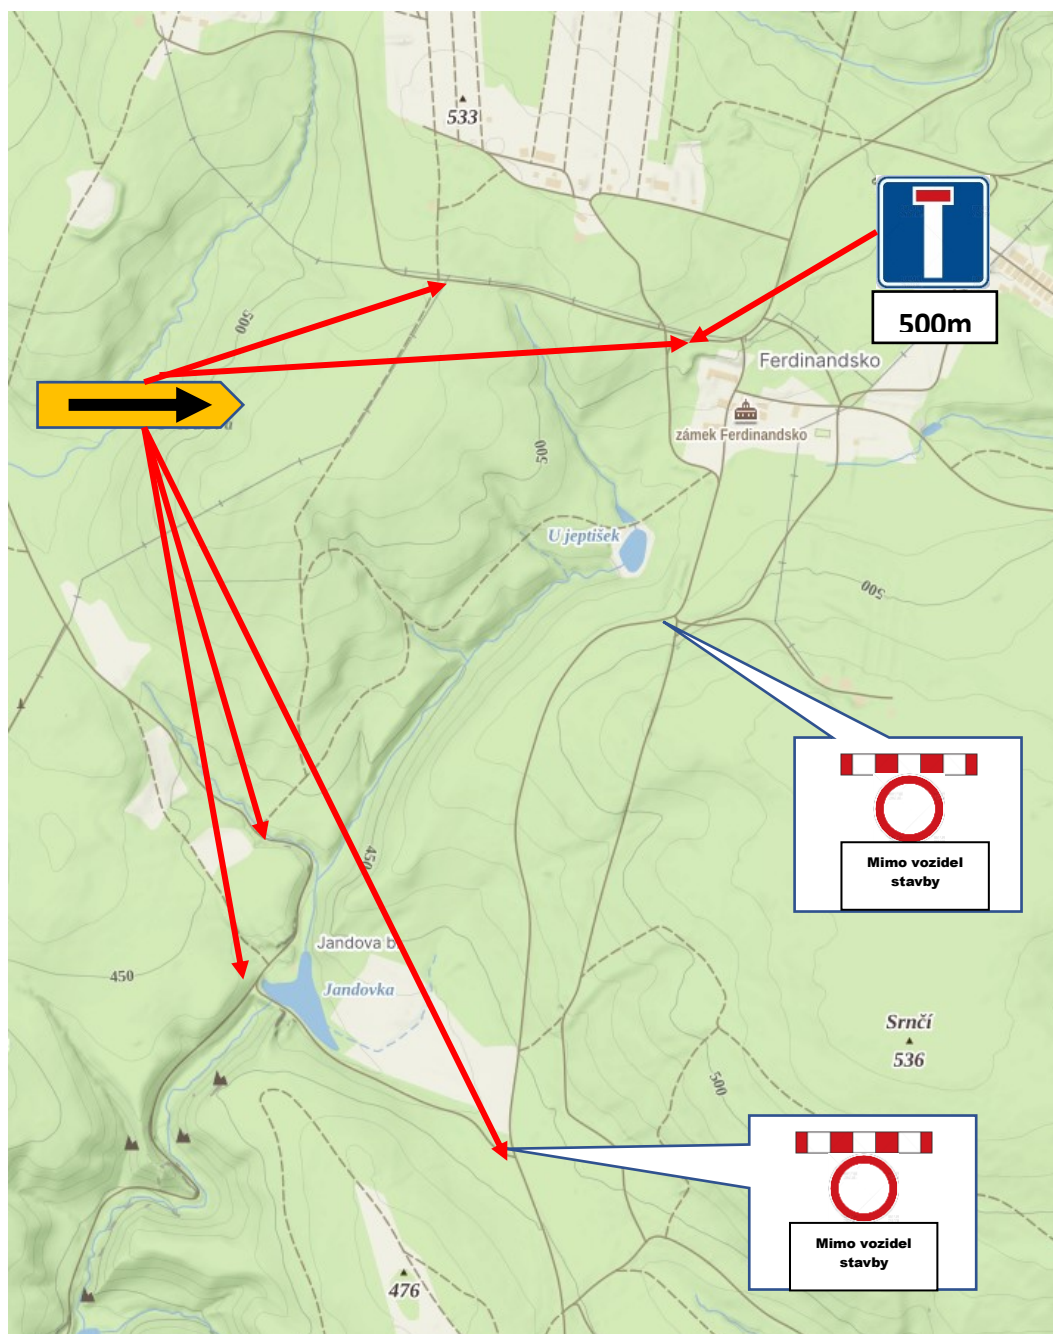 533
500m
500
Ferdinandsko
zámek Ferdinandsko
500
U jeptišek
500
Mimo vozidel
stavby
450
Jandova b.
450
Jandovka
Srnčí
536
500
Mimo vozidel
stavby
476